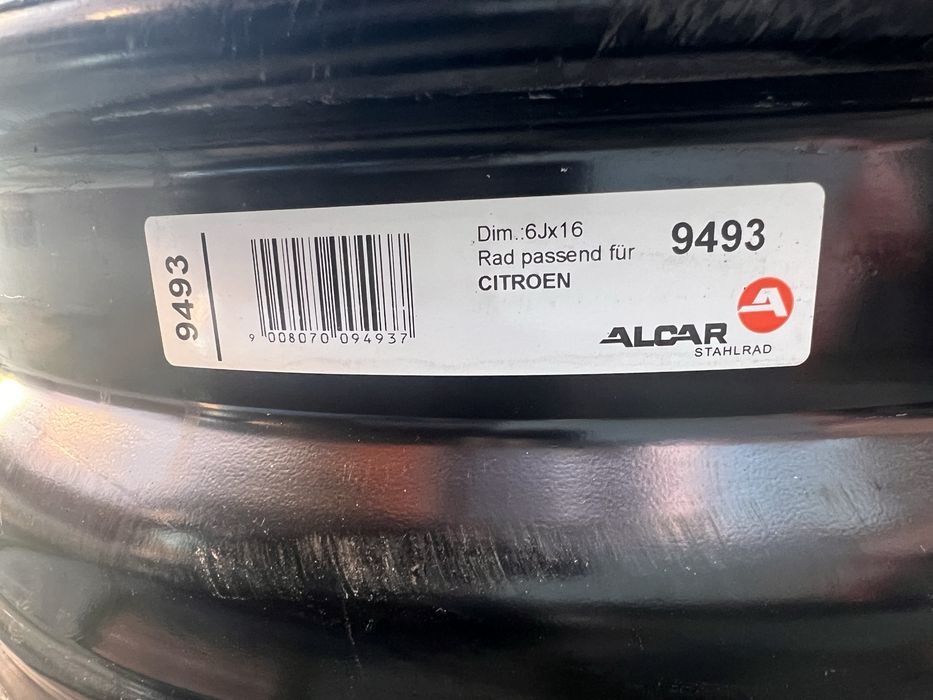 9493
9 008070 094937
Dim.:6Jx16
Rad passend für
CITROEN
9493
ALCAR
STAHLRAD
A